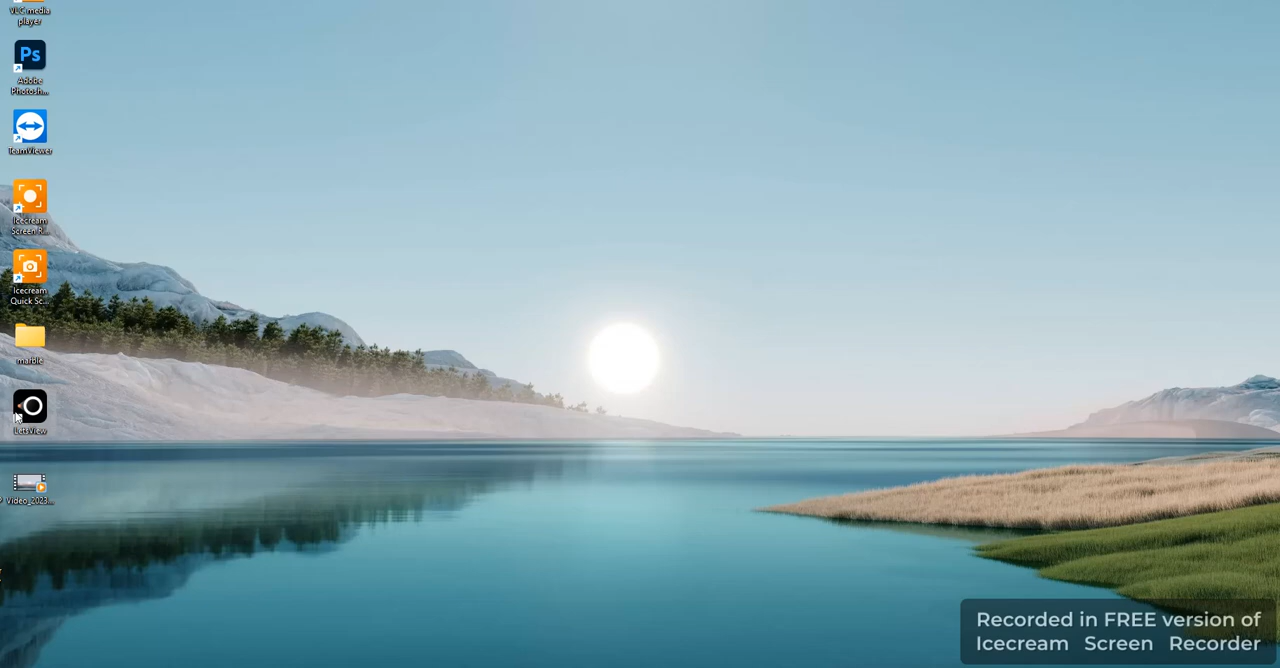 VLC media
player
Ps
Adobe
Photosh...
TeamViewer
Icecream
Screen R...
Icecream
Quick Sc...
marble
LetsView
Video_2023...
Recorded in FREE version of
Icecream Screen Recorder